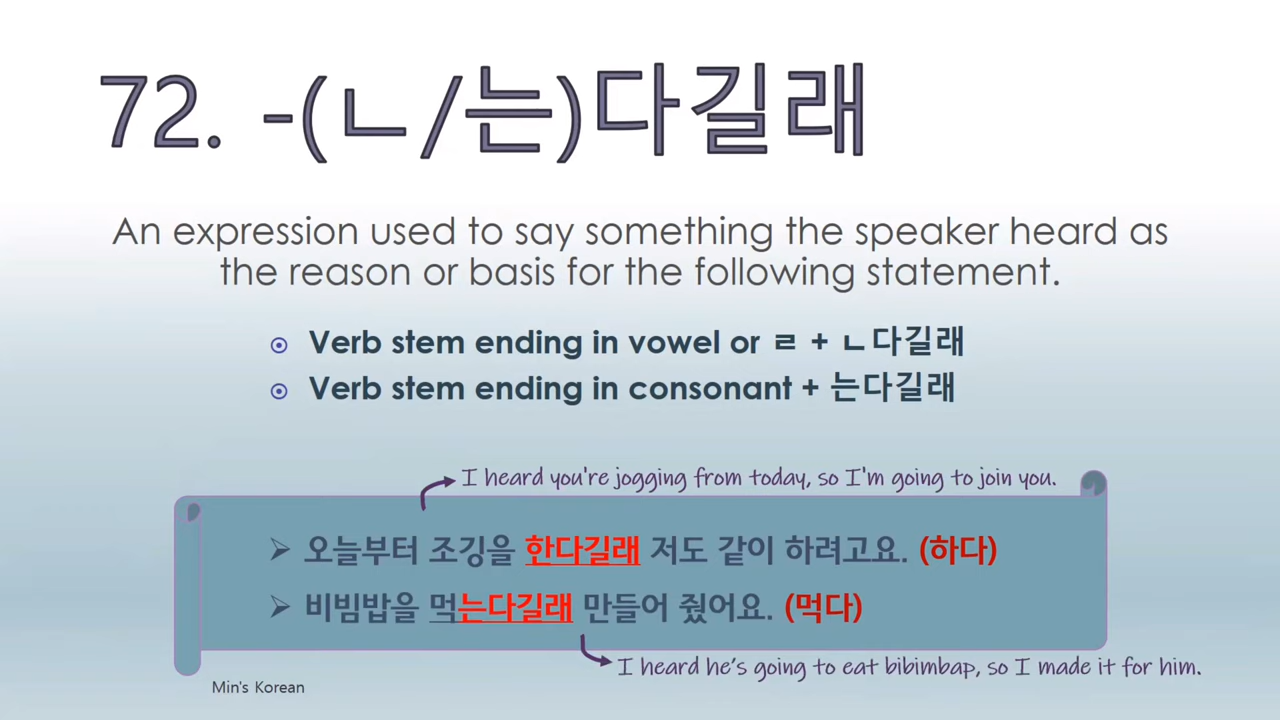 72. -(ㄴ/는)다길래
An expression used to say something the speaker heard as
the reason or basis for the following statement.
Verb stem ending in vowel or ㄹ + ㄴ다길래
Verb stem ending in consonant + 는다길래
I heard you're jogging from today, so I'm going to join you.
오늘부터 조깅을 한다길래 저도 같이 하려고요. (하다)
비빔밥을 먹는다길래 만들어 줬어요. (먹다)
I heard he's going to eat bibimbap, so I made it for him.
Min's Korean